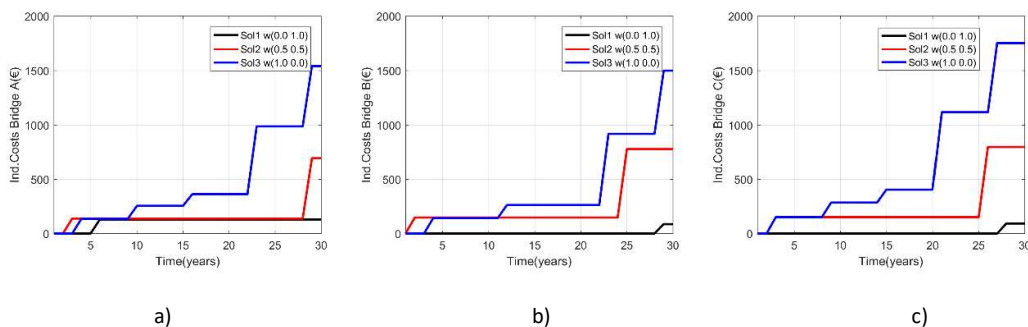 2000
1500
1000
500
0
Ind.Costs Bridge A(€)
Sol1 w(0.0 1.0)
Sol2 w(0.5 0.5)
Sol3 w(1.0 0.0)
5 10 15 20 25 30
Time(years)
a)
2000
1500
1000
500
0
Ind.Costs Bridge B(€)
Sol1 w(0.0 1.0)
Sol2 w(0.5 0.5)
Sol3 w(1.0 0.0)
5 10 15 20 25 30
Time(years)
b)
2000
1500
1000
500
0
Ind.Costs Bridge C(€)
Sol1 w(0.0 1.0)
Sol2 w(0.5 0.5)
Sol3 w(1.0 0.0)
5 10 15 20 25 30
Time(years)
c)